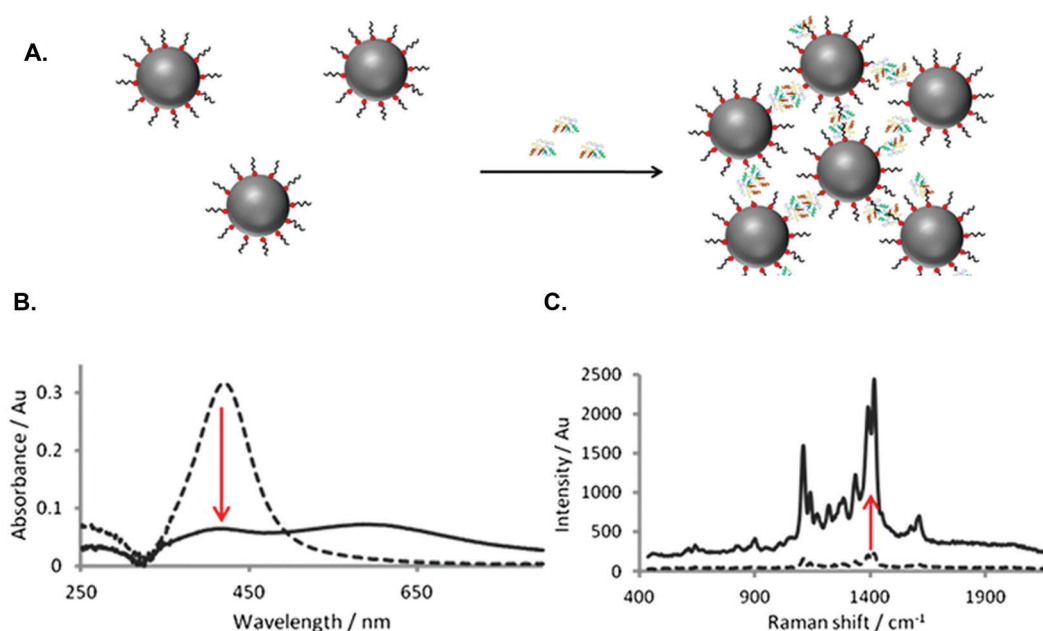 A.
B.
Absorbance / Au
0.3
0.2
0.1
0
250
450
650
Wavelength / nm
C.
Intensity / Au
2500
2000
1500
1000
500
0
400
900
1400
1900
Raman shift / cm⁻¹